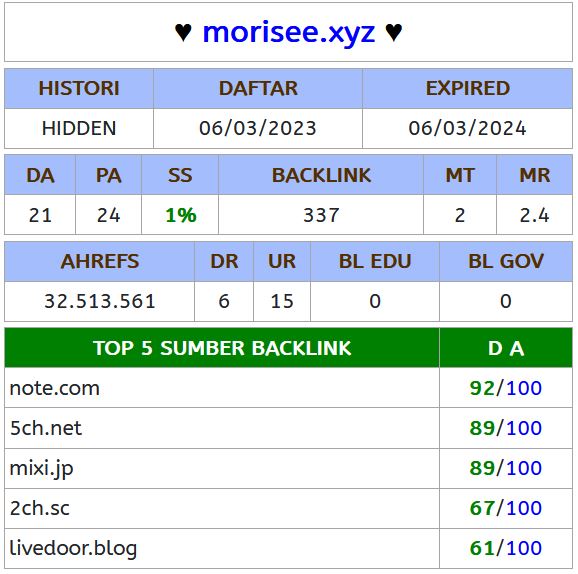 ♥ morisee.xyz ♥
HISTORI DAFTAR EXPIRED
HIDDEN 06/03/2023 06/03/2024
DA PA SS BACKLINK MT MR
21 24 1% 337 2 2.4
AHREFS DR UR BL EDU BL GOV
32.513.561 6 15 0 0
TOP 5 SUMBER BACKLINK D A
note.com 92/100
5ch.net 89/100
mixi.jp 89/100
2ch.sc 67/100
livedoor.blog 61/100